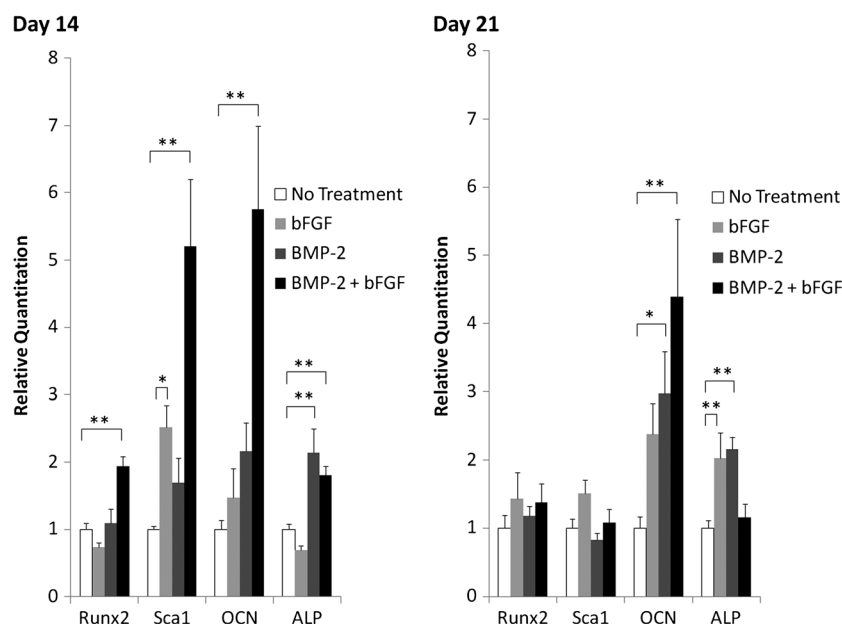 Day 14
8
7
6
5
4
3
2
1
0
Relative Quantitation
**
**
**
*
**
**
No Treatment
bFGF
BMP-2
BMP-2 + bFGF
Runx2 Sca1 OCN ALP
Day 21
8
7
6
5
4
3
2
1
0
Relative Quantitation
**
*
**
**
No Treatment
bFGF
BMP-2
BMP-2 + bFGF
Runx2 Sca1 OCN ALP